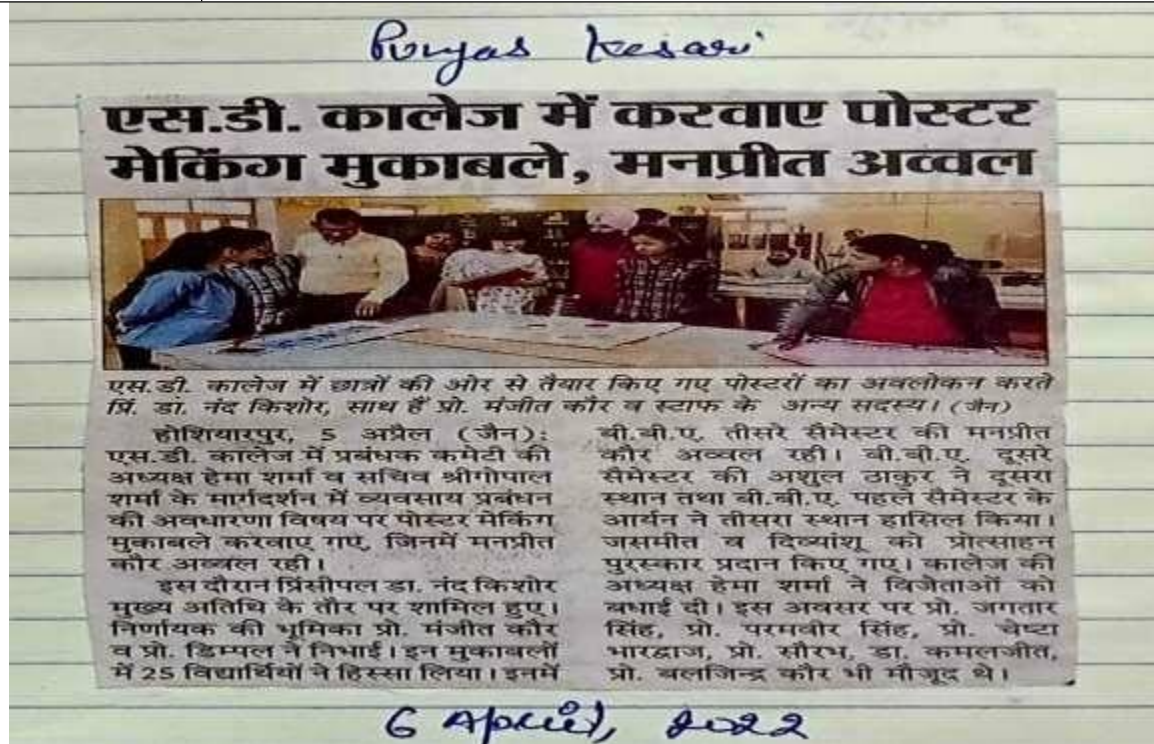 Punjab Kesari
एस.डी. कालेज में करवाए पोस्टर
मेकिंग मुकाबले, मनप्रीत अव्वल
एस.डी. कालेज में छात्रों की ओर से तैयार किए गए पोस्टरों का अवलोकन करते
प्रिं. डा. नंद किशोर, साथ हैं प्रो. मंजीत कौर व स्टाफ के अन्य सदस्य। (जैन)
होशियारपुर, 5 अप्रैल (जैन):
एस.डी. कालेज में प्रबंधक कमेटी की
अध्यक्ष हेमा शर्मा व सचिव श्रीगोपाल
शर्मा के मार्गदर्शन में व्यवसाय प्रबंधन
की अवधारणा विषय पर पोस्टर मेकिंग
मुकाबले करवाए गए, जिनमें मनप्रीत
कौर अव्वल रही।
इस दौरान प्रिंसीपल डा. नंद किशोर
मुख्य अतिथि के तौर पर शामिल हुए।
निर्णायक की भूमिका प्रो. मंजीत कौर
व प्रो. डिम्पल ने निभाई। इन मुकाबलों
में 25 विद्यार्थियों ने हिस्सा लिया। इनमें
बी.बी.ए. तीसरे सैमेस्टर की मनप्रीत
कौर अव्वल रही। बी.बी.ए. दूसरे
सैमेस्टर की अशुल ठाकुर ने दूसरा
स्थान तथा बी.बी.ए. पहले सैमेस्टर के
आर्यन ने तीसरा स्थान हासिल किया।
जसमीत व दिव्यांशू को प्रोत्साहन
पुरस्कार प्रदान किए गए। कालेज की
अध्यक्ष हेमा शर्मा ने विजेताओं को
बधाई दी। इस अवसर पर प्रो. जगतार
सिंह, प्रो. परमवीर सिंह, प्रो. चेष्टा
भारद्वाज, प्रो. सौरभ, डा. कमलजीत,
प्रो. बलजिन्द्र कौर भी मौजूद थे।
6 April, 2022